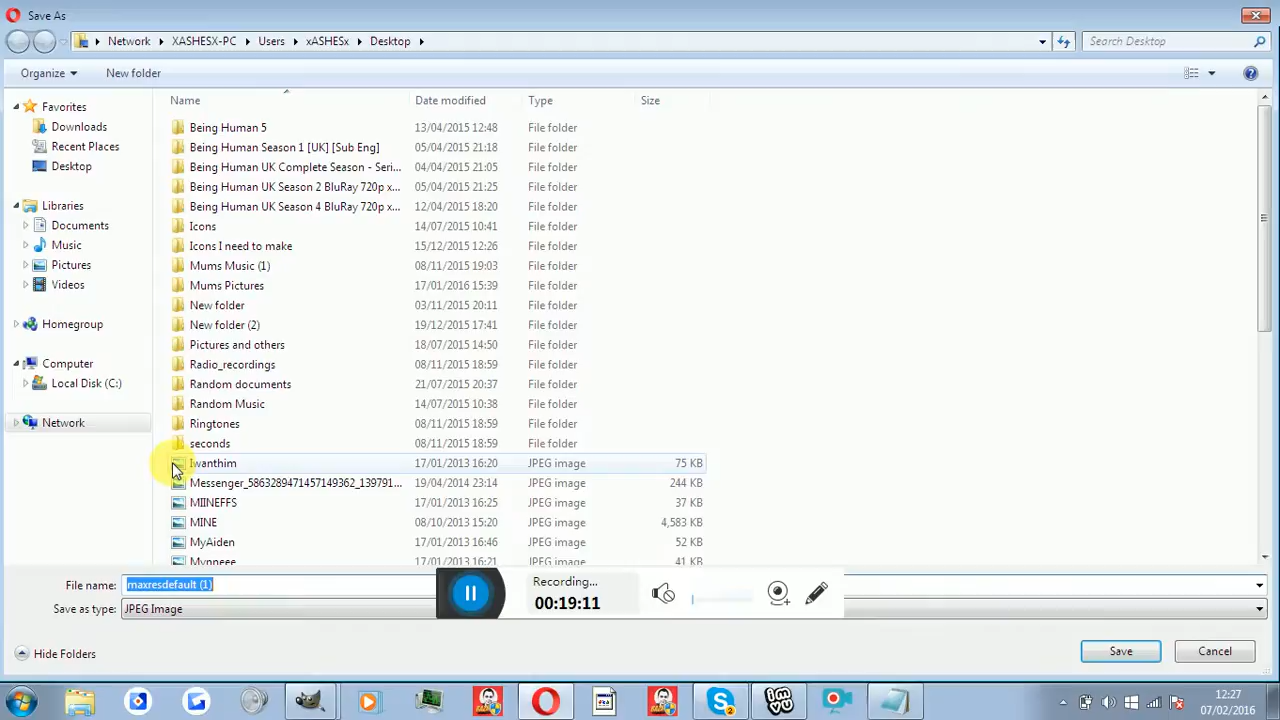 Save As
Network XASHESX-PC Users xASHESx Desktop Search Desktop
Organize New folder
Name Date modified Type Size
Favorites
Downloads
Recent Places
Desktop
Libraries
Documents
Music
Pictures
Videos
Homegroup
Computer
Local Disk (C:)
Network
Being Human 5 13/04/2015 12:48 File folder
Being Human Season 1 [UK] [Sub Eng] 05/04/2015 21:18 File folder
Being Human UK Complete Season - Seri... 04/04/2015 21:05 File folder
Being Human UK Season 2 BluRay 720p x... 05/04/2015 21:25 File folder
Being Human UK Season 4 BluRay 720p x... 12/04/2015 18:20 File folder
Icons 14/07/2015 10:41 File folder
Icons I need to make 15/12/2015 12:26 File folder
Mums Music (1) 08/11/2015 19:03 File folder
Mums Pictures 17/01/2016 15:39 File folder
New folder 03/11/2015 20:11 File folder
New folder (2) 19/12/2015 17:41 File folder
Pictures and others 18/07/2015 14:50 File folder
Radio_recordings 08/11/2015 18:59 File folder
Random documents 21/07/2015 20:37 File folder
Random Music 14/07/2015 10:38 File folder
Ringtones 08/11/2015 18:59 File folder
seconds 08/11/2015 18:59 File folder
Iwanthim 17/01/2013 16:20 JPEG image 75 KB
Messenger_5863289471457149362_139791... 19/04/2014 23:14 JPEG image 244 KB
MIINEFFS 17/01/2013 16:25 JPEG image 37 KB
MINE 08/10/2013 15:20 JPEG image 4,583 KB
MyAiden 17/01/2013 16:46 JPEG image 52 KB
Mynneee 17/01/2013 16:21 JPEG image 41 KB
File name: maxresdefault (1)
Save as type: JPEG Image
Recording...
00:19:11
Hide Folders Save Cancel
12:27
07/02/2016